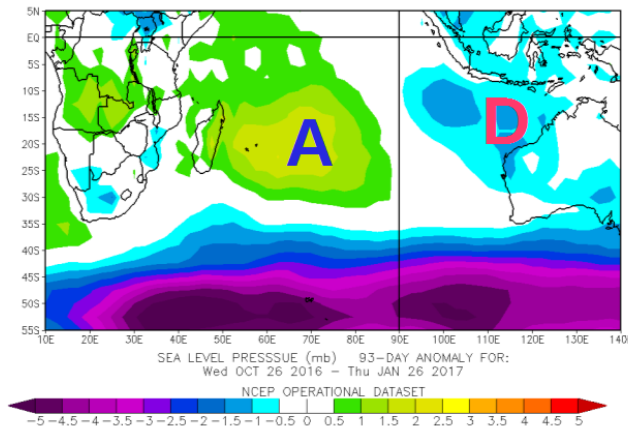 5N
EQ
5S
10S
15S
20S
25S
30S
35S
40S
45S
50S
55S
A
D
10E 20E 30E 40E 50E 60E 70E 80E 90E 100E 110E 120E 130E 140E
SEA LEVEL PRESSSUE (mb) 93-DAY ANOMALY FOR:
Wed OCT 26 2016 - Thu JAN 26 2017
NCEP OPERATIONAL DATASET
-5 -4.5 -4 -3.5 -3 -2.5 -2 -1.5 -1 -0.5 0 0.5 1 1.5 2 2.5 3 3.5 4 4.5 5